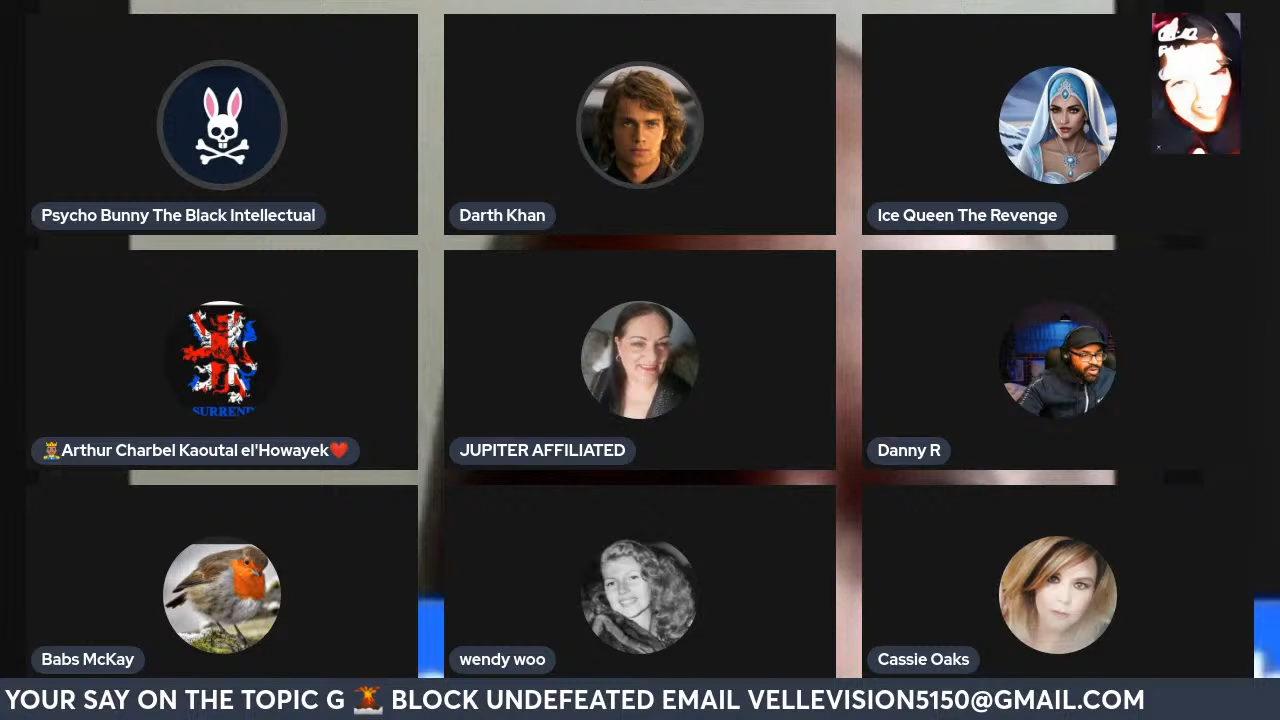 Psycho Bunny The Black Intellectual
Darth Khan
Ice Queen The Revenge
SURREND
🤴Arthur Charbel Kaoutal el'Howayek❤️
JUPITER AFFILIATED
Danny R
Babs McKay
wendy woo
Cassie Oaks
YOUR SAY ON THE TOPIC G 🌋 BLOCK UNDEFEATED EMAIL VELLEVISION5150@GMAIL.COM